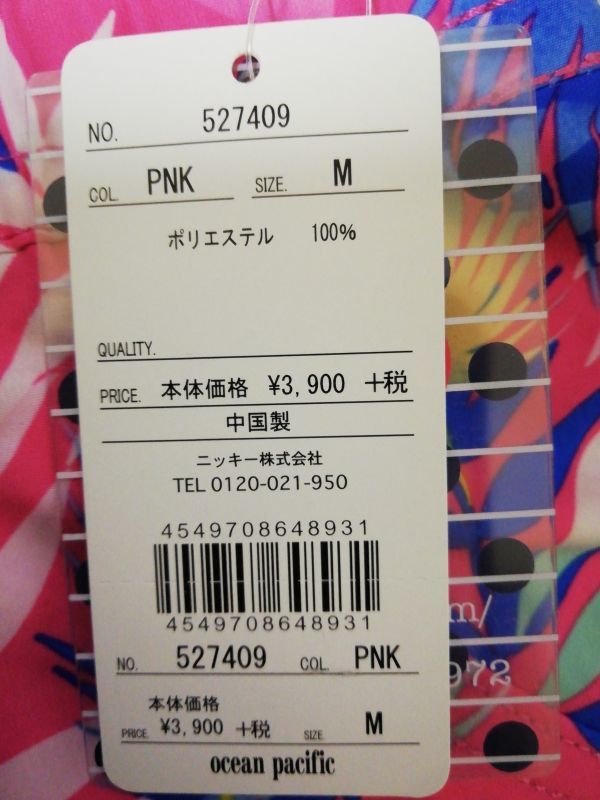 NO. 527409
COL. PNK SIZE. M
ポリエステル 100%
QUALITY.
PRICE. 本体価格 ¥3,900 +税
中国製
ニッキー株式会社
TEL 0120-021-950
4549708648931
4549708648931
m/
972
NO. 527409 COL. PNK
本体価格
PRICE. ¥3,900 +税 SIZE. M
ocean pacific